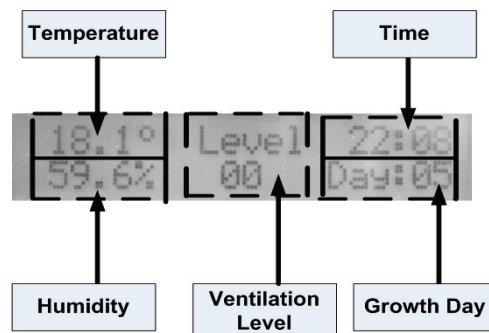 Temperature
Time
18.1° Level 22:08
59.6% 00 Day:05
Humidity
Ventilation
Level
Growth Day